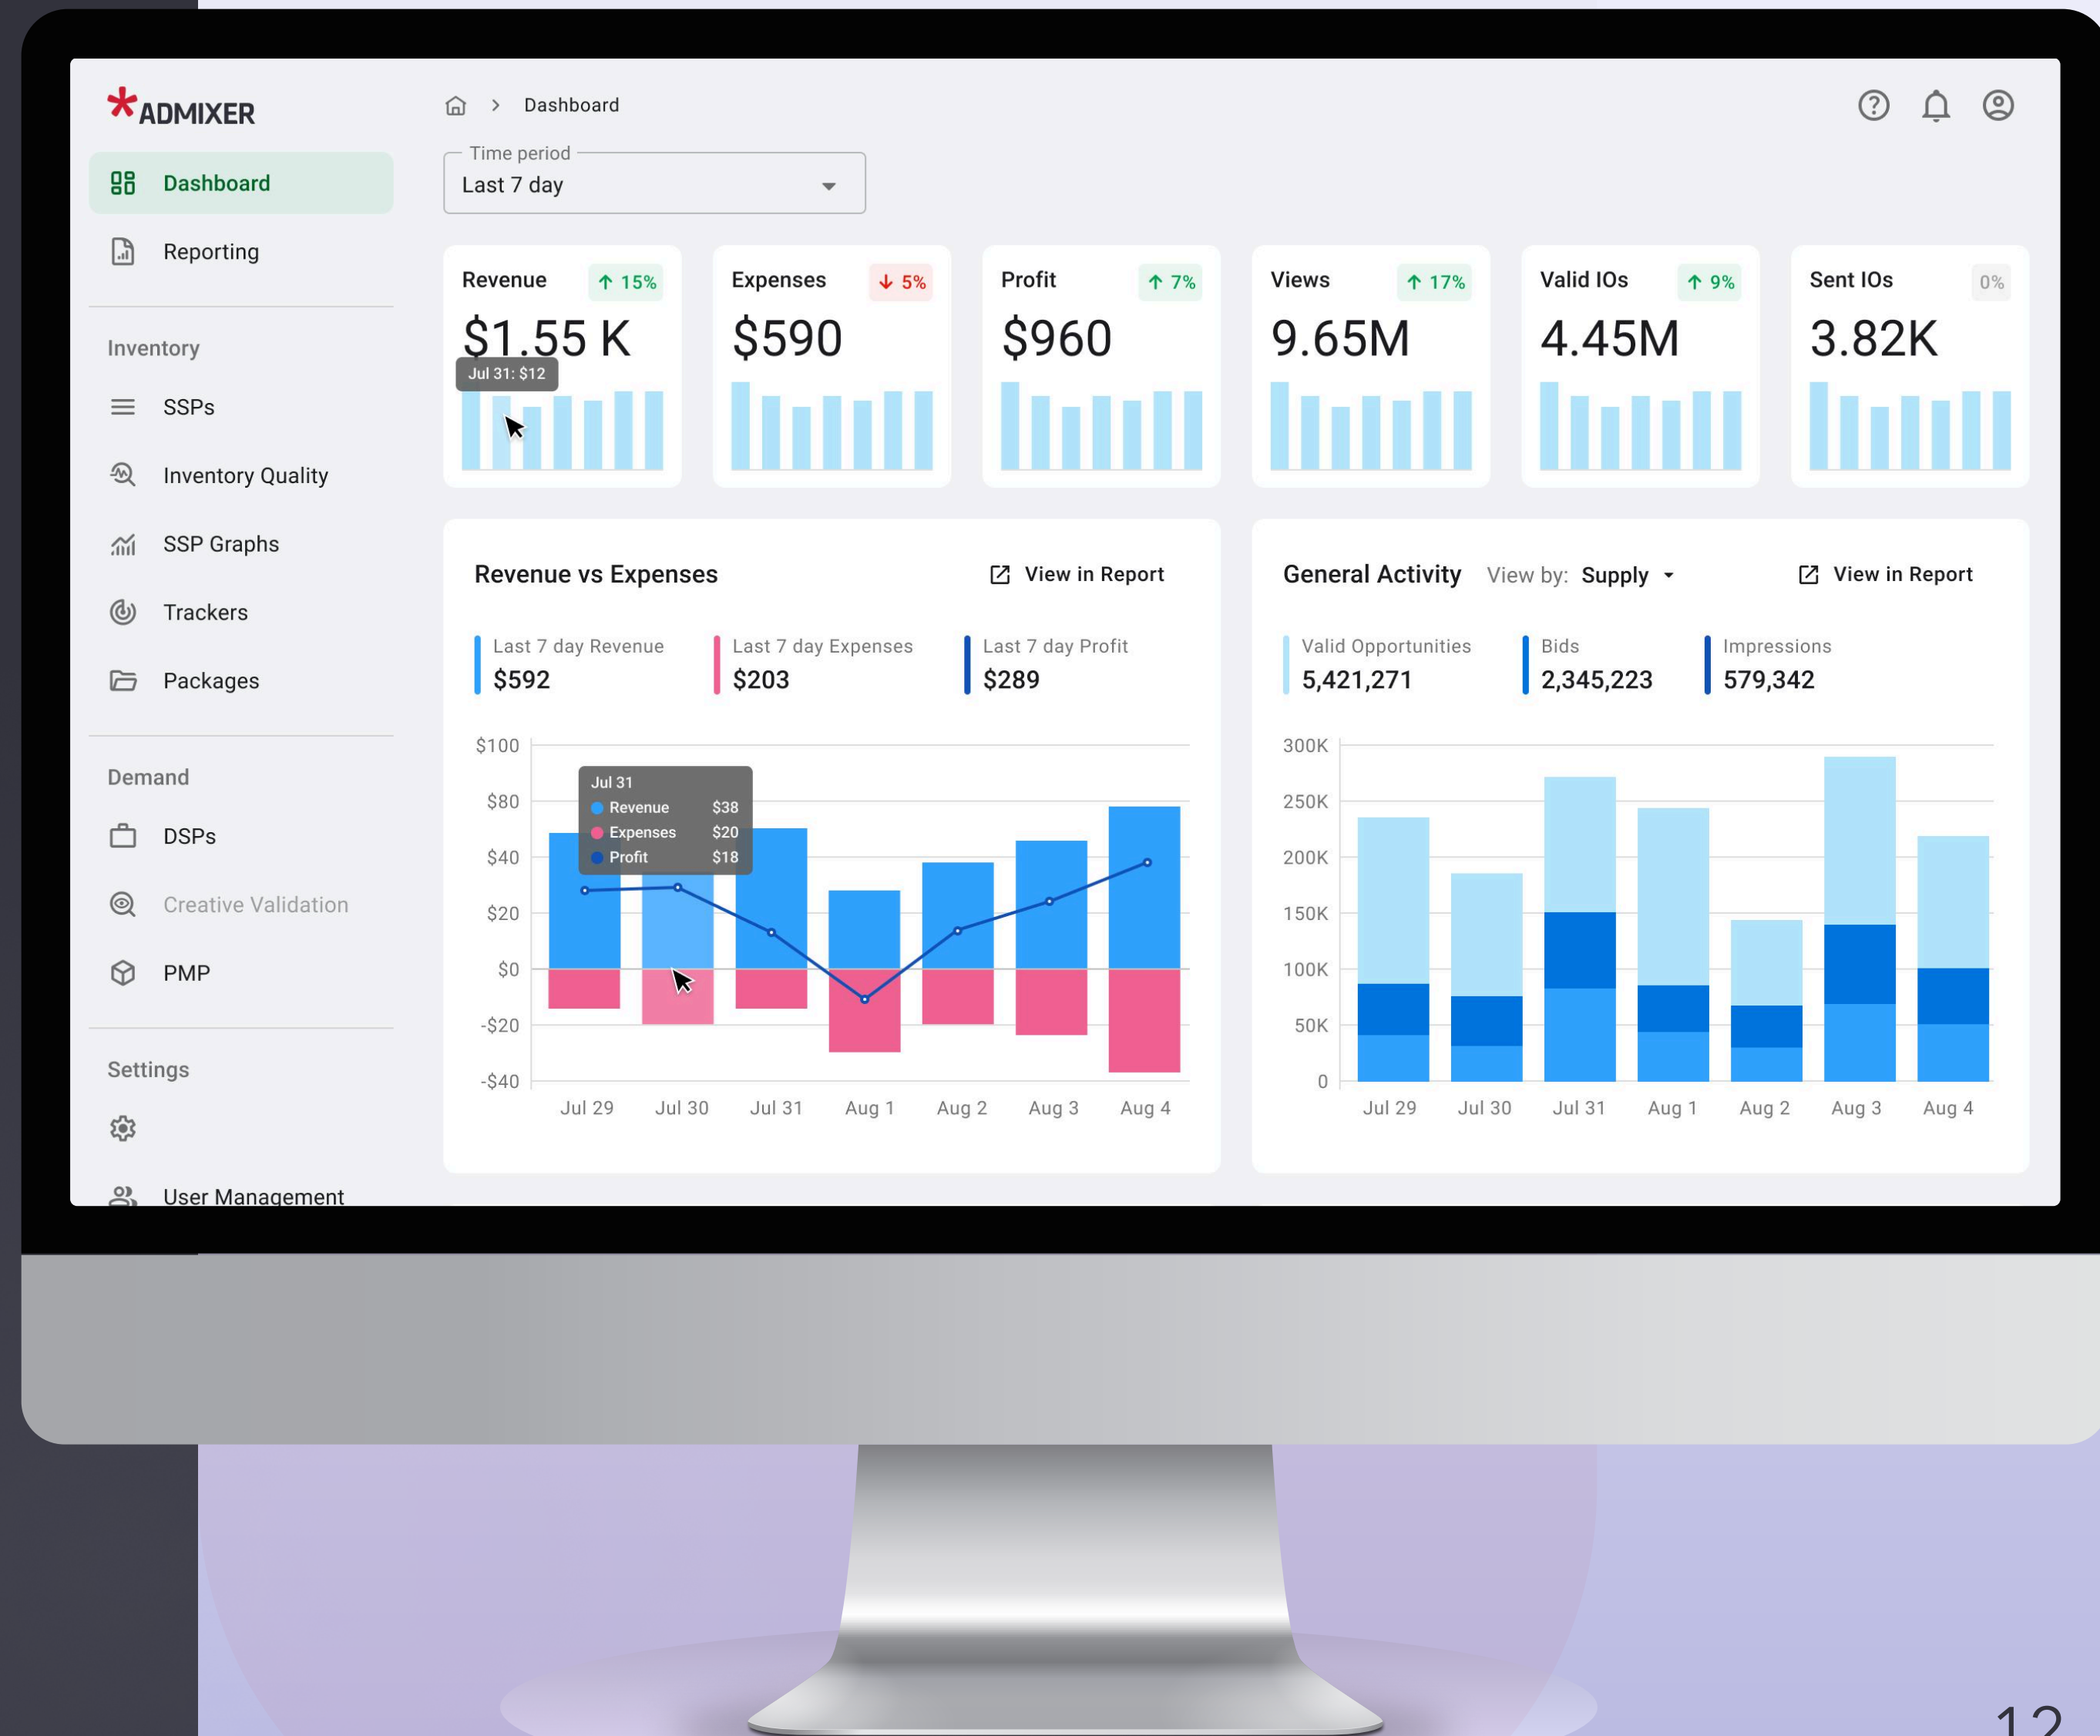 ADMIXER
Dashboard
Reporting
Inventory
SSPs
Inventory Quality
SSP Graphs
Trackers
Packages
Demand
DSPs
Creative Validation
PMP
Settings
User Management
Dashboard
Time period
Last 7 day
Revenue 15%
$1.55 K
Jul 31: $12
Expenses 5%
$590
Profit 7%
$960
Views 17%
9.65M
Valid IOs 9%
4.45M
Sent IOs 0%
3.82K
Revenue vs Expenses View in Report
Last 7 day Revenue
$592
Last 7 day Expenses
$203
Last 7 day Profit
$289
$100
$80
$40
$20
$0
-$20
-$40
Jul 31
Revenue $38
Expenses $20
Profit $18
Jul 29 Jul 30 Jul 31 Aug 1 Aug 2 Aug 3 Aug 4
General Activity View by: Supply View in Report
Valid Opportunities
5,421,271
Bids
2,345,223
Impressions
579,342
300K
250K
200K
150K
100K
50K
0
Jul 29 Jul 30 Jul 31 Aug 1 Aug 2 Aug 3 Aug 4
12